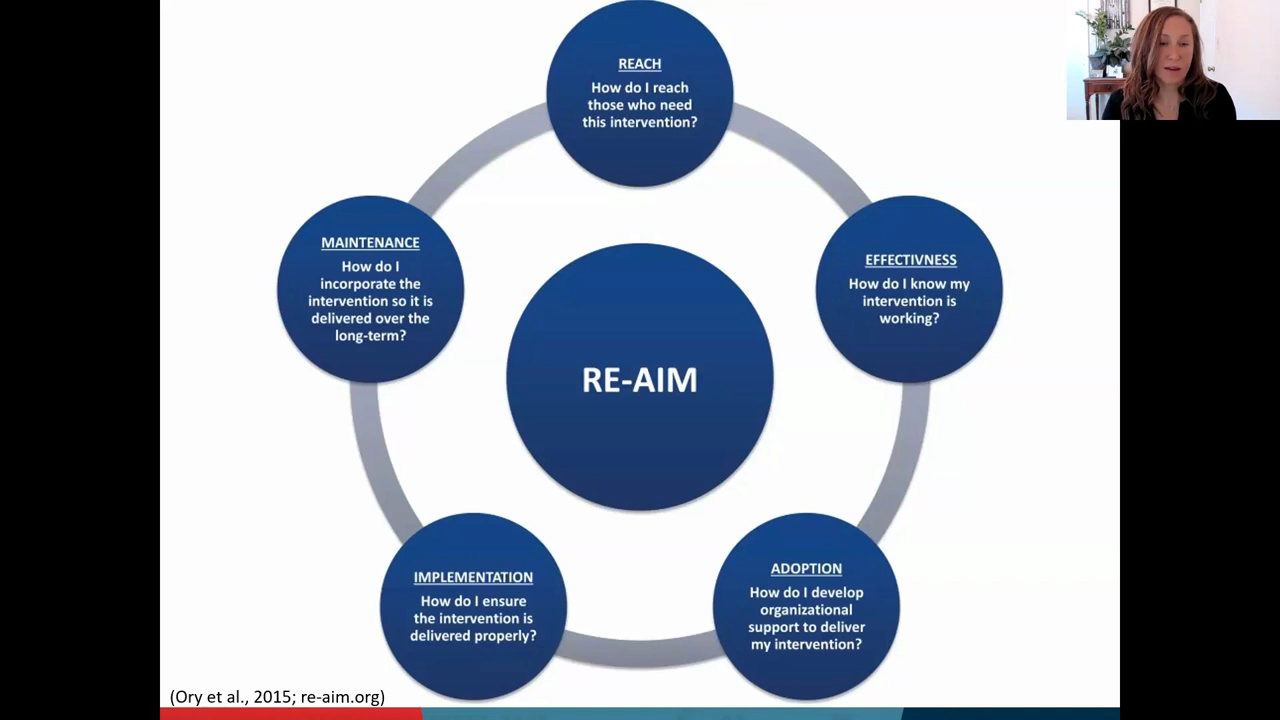 REACH
How do I reach
those who need
this intervention?
EFFECTIVNESS
How do I know my
intervention is
working?
ADOPTION
How do I develop
organizational
support to deliver
my intervention?
IMPLEMENTATION
How do I ensure
the intervention is
delivered properly?
MAINTENANCE
How do I
incorporate the
intervention so it is
delivered over the
long-term?
RE-AIM
(Ory et al., 2015; re-aim.org)